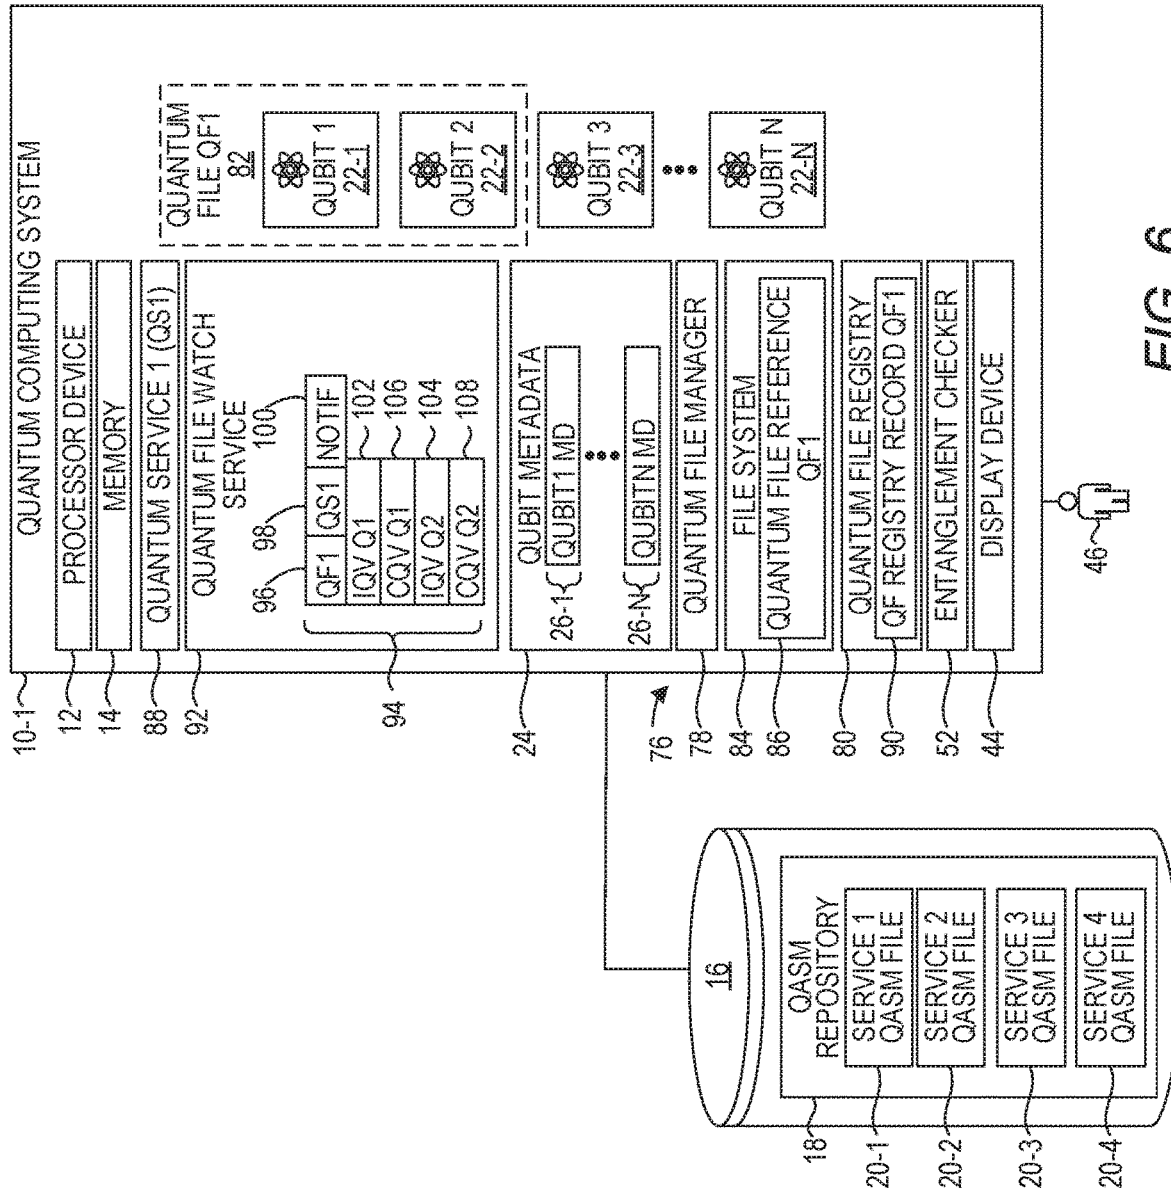 QUANTUM COMPUTING SYSTEM
10-1
PROCESSOR DEVICE
12
MEMORY
14
QUANTUM SERVICE 1 (QS1)
88
QUANTUM FILE WATCH
SERVICE
92
96
98
100
QF1
QS1
NOTIF
IQV Q1
102
CQV Q1
106
IQV Q2
104
CQV Q2
108
94
QUBIT METADATA
24
26-1
QUBIT1 MD
26-N
QUBITN MD
76
QUANTUM FILE MANAGER
78
FILE SYSTEM
84
QUANTUM FILE REFERENCE
QF1
86
QUANTUM FILE REGISTRY
80
QF REGISTRY RECORD QF1
90
ENTANGLEMENT CHECKER
52
DISPLAY DEVICE
44
46
QUANTUM
FILE QF1
82
QUBIT 1
22-1
QUBIT 2
22-2
QUBIT 3
22-3
QUBIT N
22-N
16
QASM
REPOSITORY
18
SERVICE 1
QASM FILE
20-1
SERVICE 2
QASM FILE
20-2
SERVICE 3
QASM FILE
20-3
SERVICE 4
QASM FILE
20-4
FIG. 6